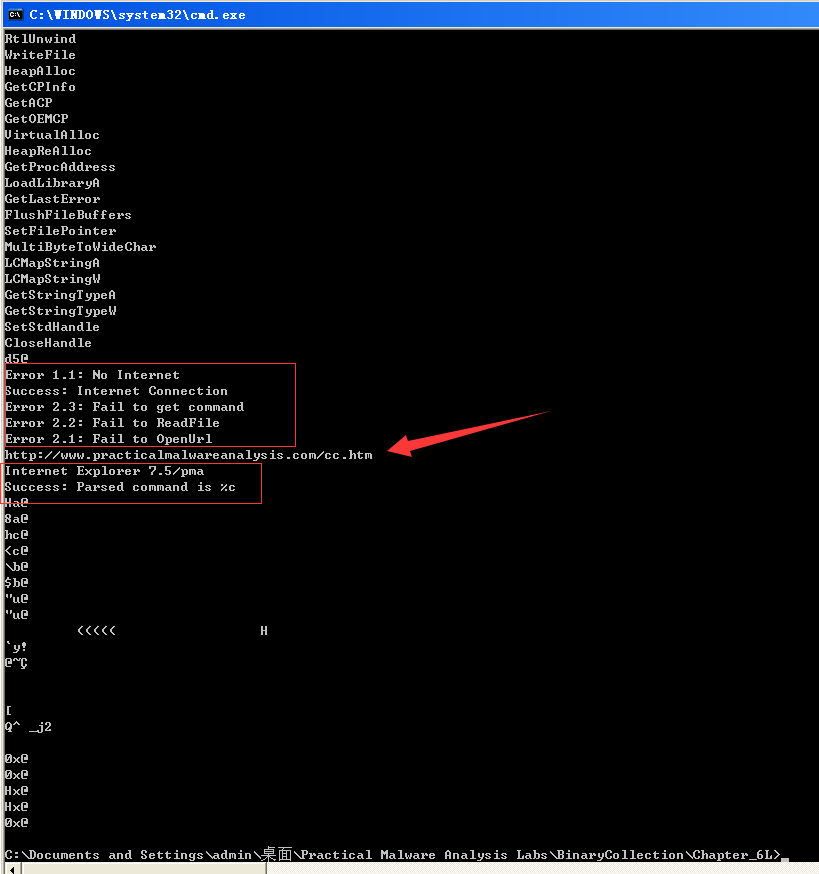 C:\WINDOWS\system32\cmd.exe
RtlUnwind
WriteFile
HeapAlloc
GetCPInfo
GetACP
GetOEMCP
VirtualAlloc
HeapReAlloc
GetProcAddress
LoadLibraryA
GetLastError
FlushFileBuffers
SetFilePointer
MultiByteToWideChar
LCMapStringA
LCMapStringW
GetStringTypeA
GetStringTypeW
SetStdHandle
CloseHandle
d5@
Error 1.1: No Internet
Success: Internet Connection
Error 2.3: Fail to get command
Error 2.2: Fail to ReadFile
Error 2.1: Fail to OpenUrl
http://www.practicalmalwareanalysis.com/cc.htm
Internet Explorer 7.5/pma
Success: Parsed command is %c
Ha@
8a@
hc@
<c@
\b@
$b@
"u@
"u@
<<<<< H
`y!
@~Ç
[
Q^ _j2
0x@
0x@
Hx@
Hx@
0x@
C:\Documents and Settings\admin\桌面\Practical Malware Analysis Labs\BinaryCollection\Chapter_6L>_